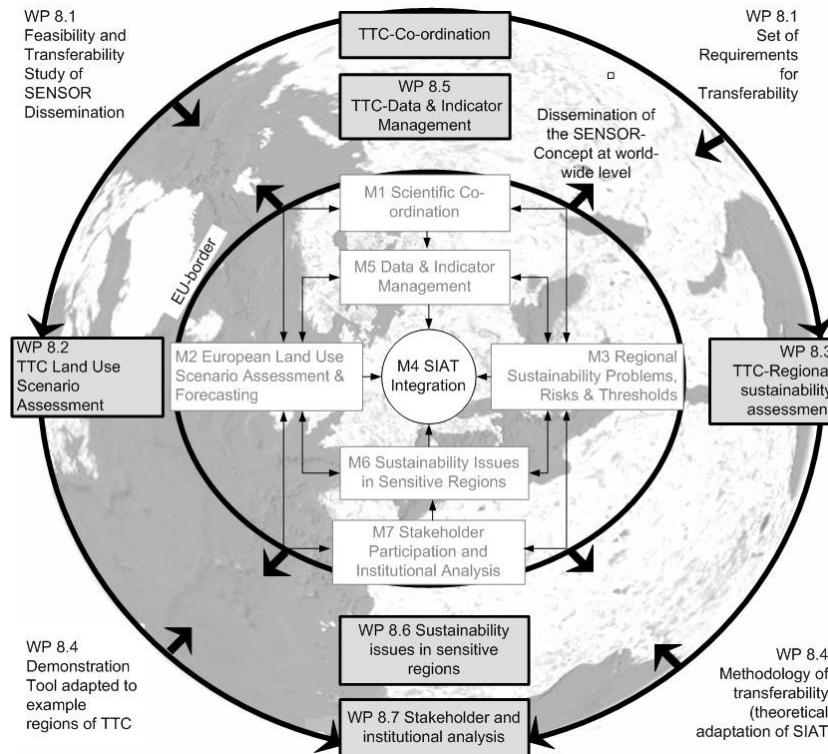 WP 8.1
Feasibility and
Transferability
Study of
SENSOR
Dissemination
TTC-Co-ordination
WP 8.1
Set of
Requirements
for
Transferability
WP 8.5
TTC-Data & Indicator
Management
Dissemination of
the SENSOR-
Concept at world-
wide level
M1 Scientific Co-
ordination
EU-border
M5 Data & Indicator
Management
WP 8.2
TTC Land Use
Scenario
Assessment
M2 European Land Use
Scenario Assessment &
Forecasting
M4 SIAT
Integration
M3 Regional
Sustainability Problems,
Risks & Thresholds
WP 8.3
TTC-Regional
sustainability
assessment
M6 Sustainability Issues
in Sensitive Regions
M7 Stakeholder
Participation and
Institutional Analysis
WP 8.4
Demonstration
Tool adapted to
example
regions of TTC
WP 8.6 Sustainability
issues in sensitive
regions
WP 8.7 Stakeholder and
institutional analysis
WP 8.4
Methodology of
transferability
(theoretical
adaptation of SIAT